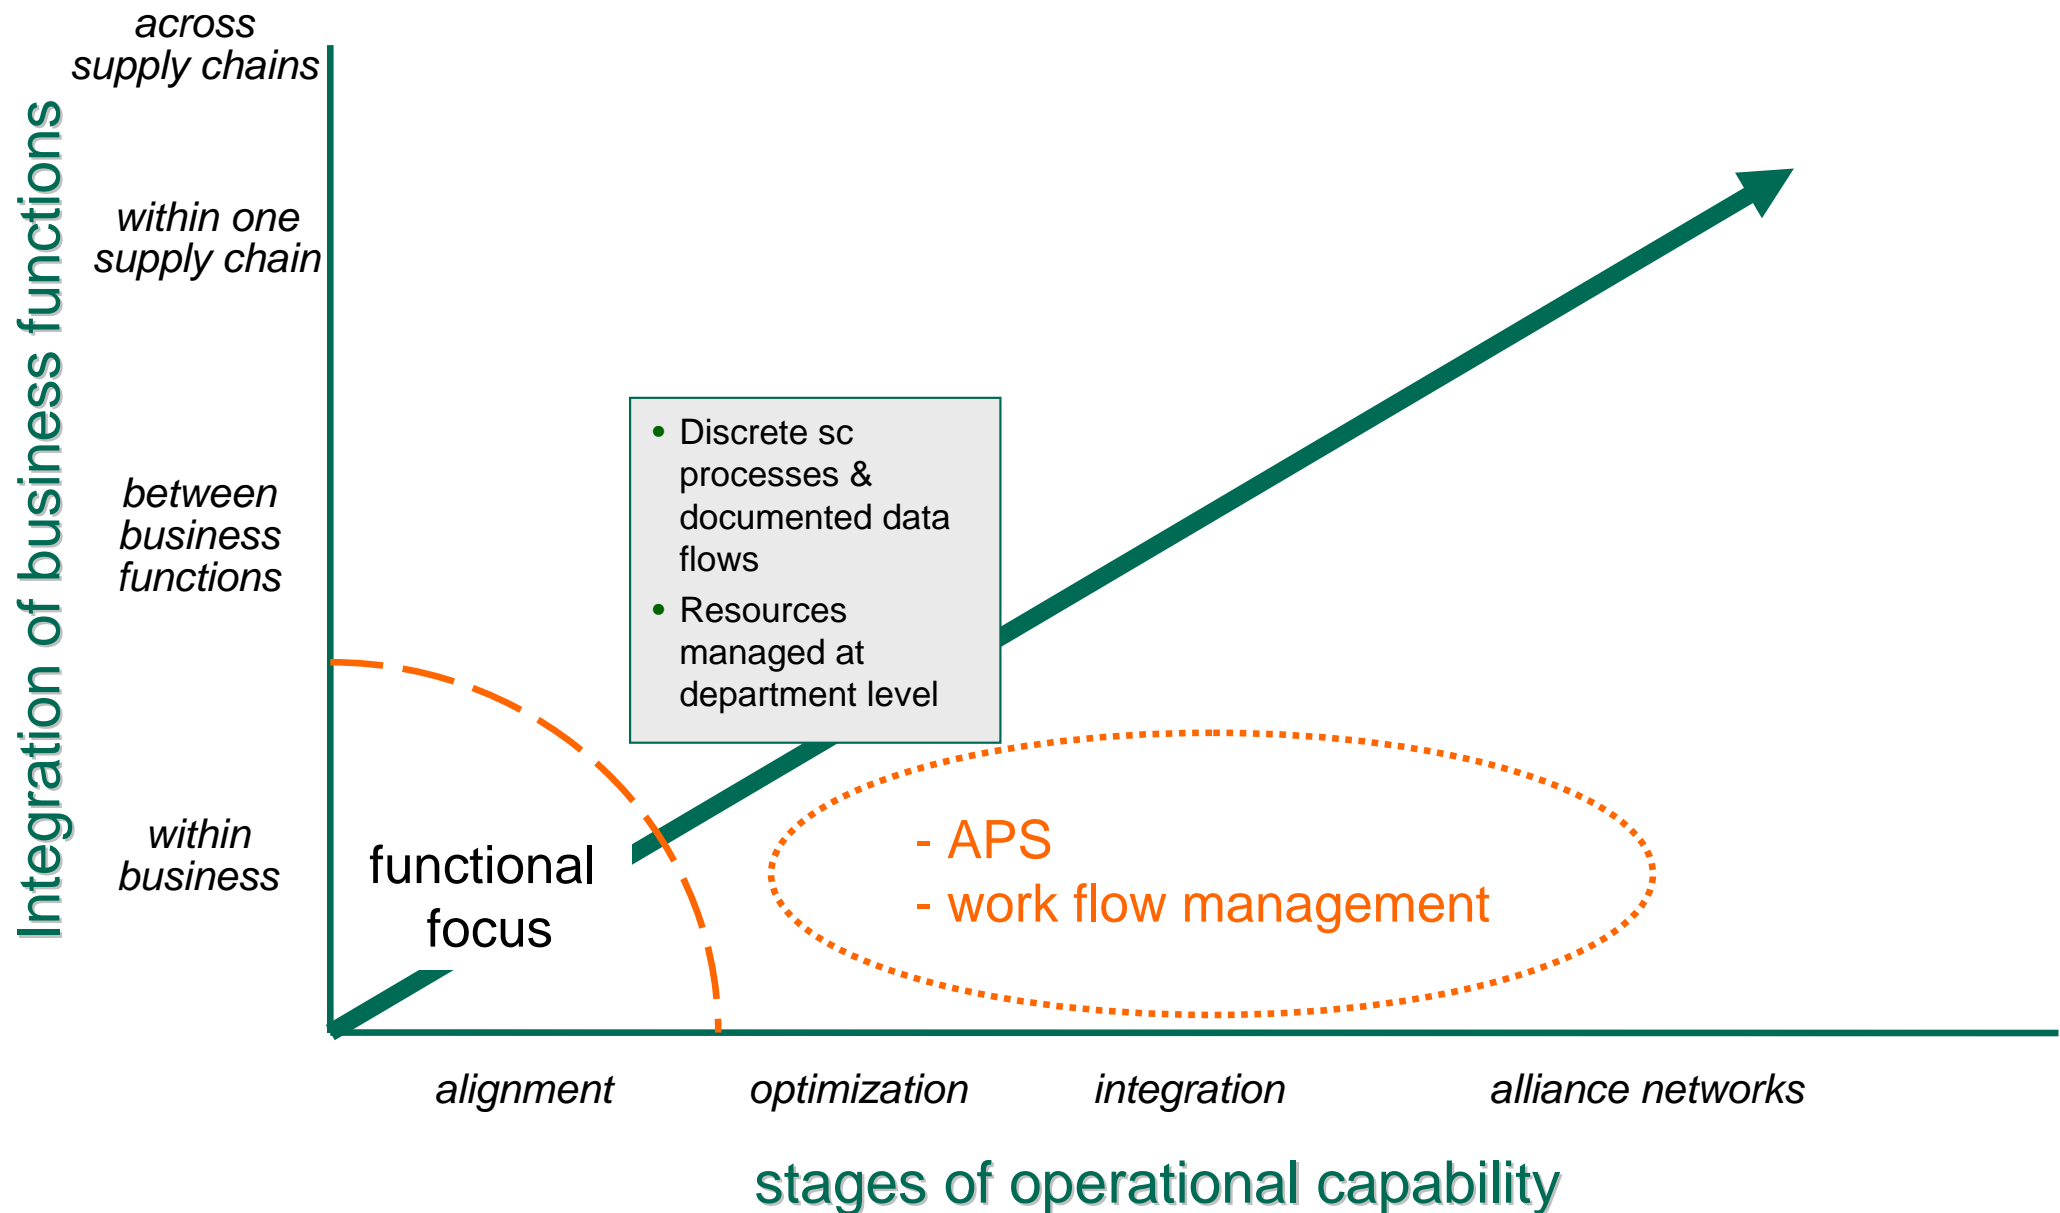 across
supply chains
within one
supply chain
between
business
functions
within
business
Integration of business functions
• Discrete sc
processes &
documented data
flows
• Resources
managed at
department level
functional
focus
- APS
- work flow management
alignment
optimization
integration
alliance networks
stages of operational capability